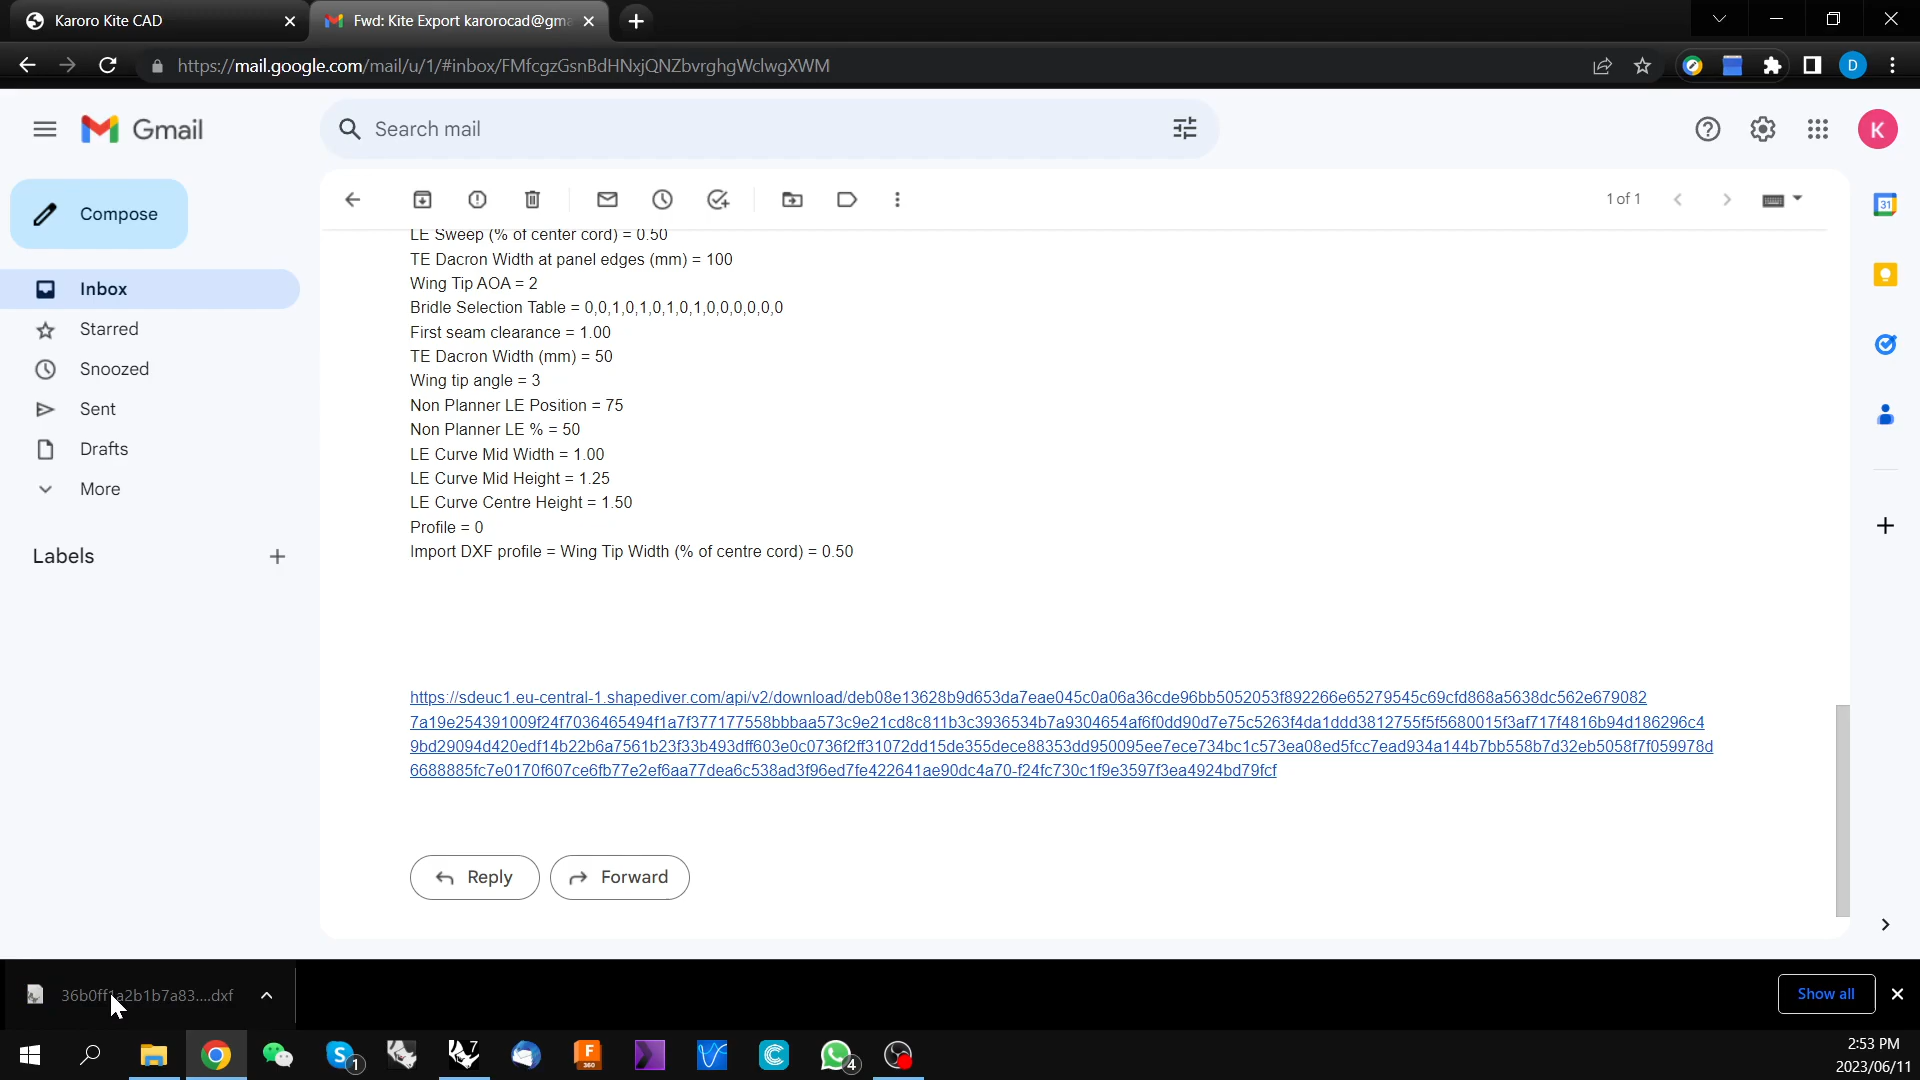 Karoro Kite CAD
Fwd: Kite Export karorocad@gma
https://mail.google.com/mail/u/1/#inbox/FMfcgzGsnBdHNxjQNZbvrghgWclwgXWM
D
Gmail
Search mail
K
Compose
1 of 1
31
Inbox
Starred
Snoozed
Sent
Drafts
More
Labels
LE Sweep (% of center cord) = 0.50
TE Dacron Width at panel edges (mm) = 100
Wing Tip AOA = 2
Bridle Selection Table = 0,0,1,0,1,0,1,0,1,0,0,0,0,0,0
First seam clearance = 1.00
TE Dacron Width (mm) = 50
Wing tip angle = 3
Non Planner LE Position = 75
Non Planner LE % = 50
LE Curve Mid Width = 1.00
LE Curve Mid Height = 1.25
LE Curve Centre Height = 1.50
Profile = 0
Import DXF profile = Wing Tip Width (% of centre cord) = 0.50
https://sdeuc1.eu-central-1.shapediver.com/api/v2/download/deb08e13628b9d653da7eae045c0a06a36cde96bb5052053f892266e65279545c69cfd868a5638dc562e679082
7a19e254391009f24f7036465494f1a7f377177558bbbaa573c9e21cd8c811b3c3936534b7a9304654af6f0dd90d7e75c5263f4da1ddd3812755f5f5680015f3af717f4816b94d186296c4
9bd29094d420edf14b22b6a7561b23f33b493dff603e0c0736f2ff31072dd15de355dece88353dd950095ee7ece734bc1c573ea08ed5fcc7ead934a144b7bb558b7d32eb5058f7f059978d
6688885fc7e0170f607ce6fb77e2ef6aa77dea6c538ad3f96ed7fe422641ae90dc4a70-f24fc730c1f9e3597f3ea4924bd79fcf
Reply
Forward
36b0ff1a2b1b7a83....dxf
Show all
1
7
F
360
4
2:53 PM
2023/06/11